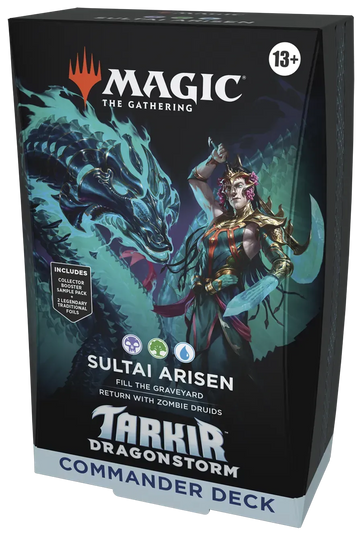 MAGIC
THE GATHERING
13+
INCLUDES
COLLECTOR
BOOSTER
SAMPLE PACK
+
2 LEGENDARY
TRADITIONAL
FOILS
SULTAI ARISEN
FILL THE GRAVEYARD
RETURN WITH ZOMBIE DRUIDS
TARKIR™
DRAGONSTORM
COMMANDER DECK